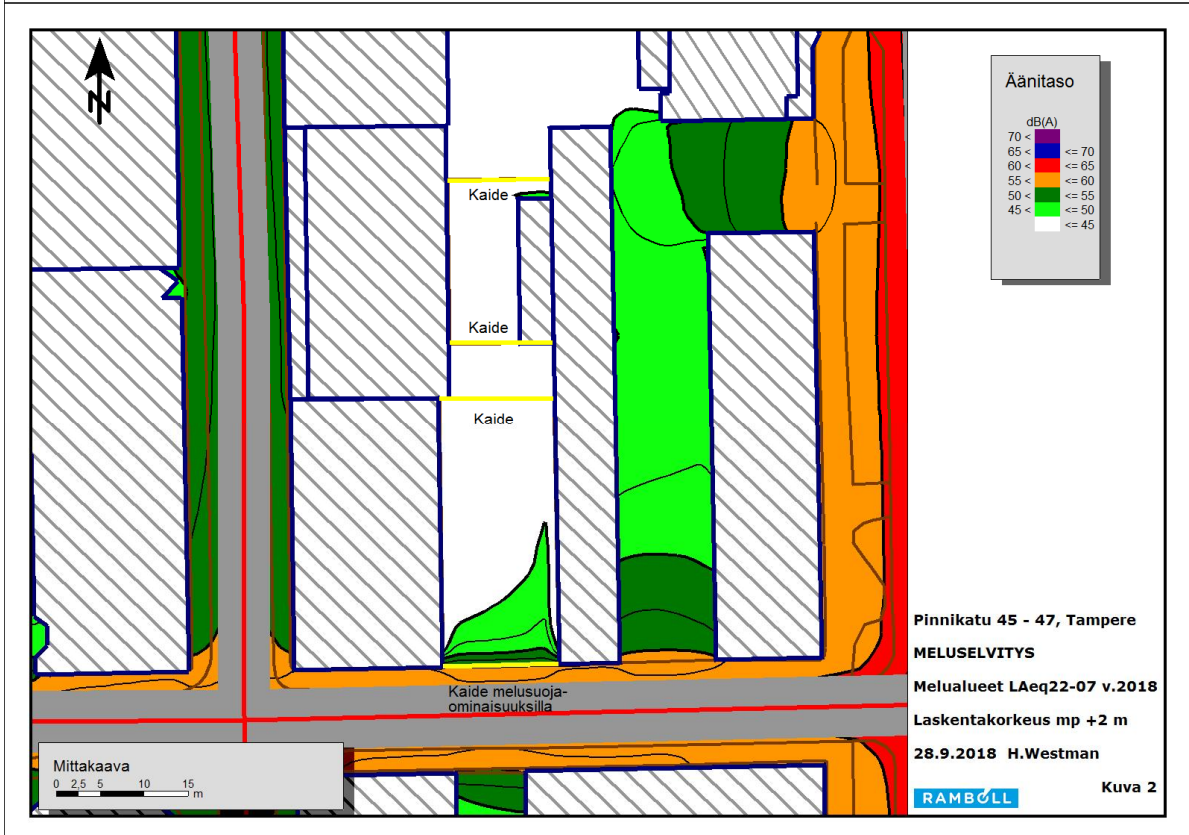 N
Kaide
Kaide
Kaide
Kaide melusuoja-
ominaisuuksilla
Mittakaava
0 2,5 5 10 15
m
Äänitaso
dB(A)
70 <
65 < <= 70
60 < <= 65
55 < <= 60
50 < <= 55
45 < <= 50
<= 45
Pinnikatu 45 - 47, Tampere
MELUSELVITYS
Melualueet LAeq22-07 v.2018
Laskentakorkeus mp +2 m
28.9.2018 H.Westman
Kuva 2
RAMBOLL